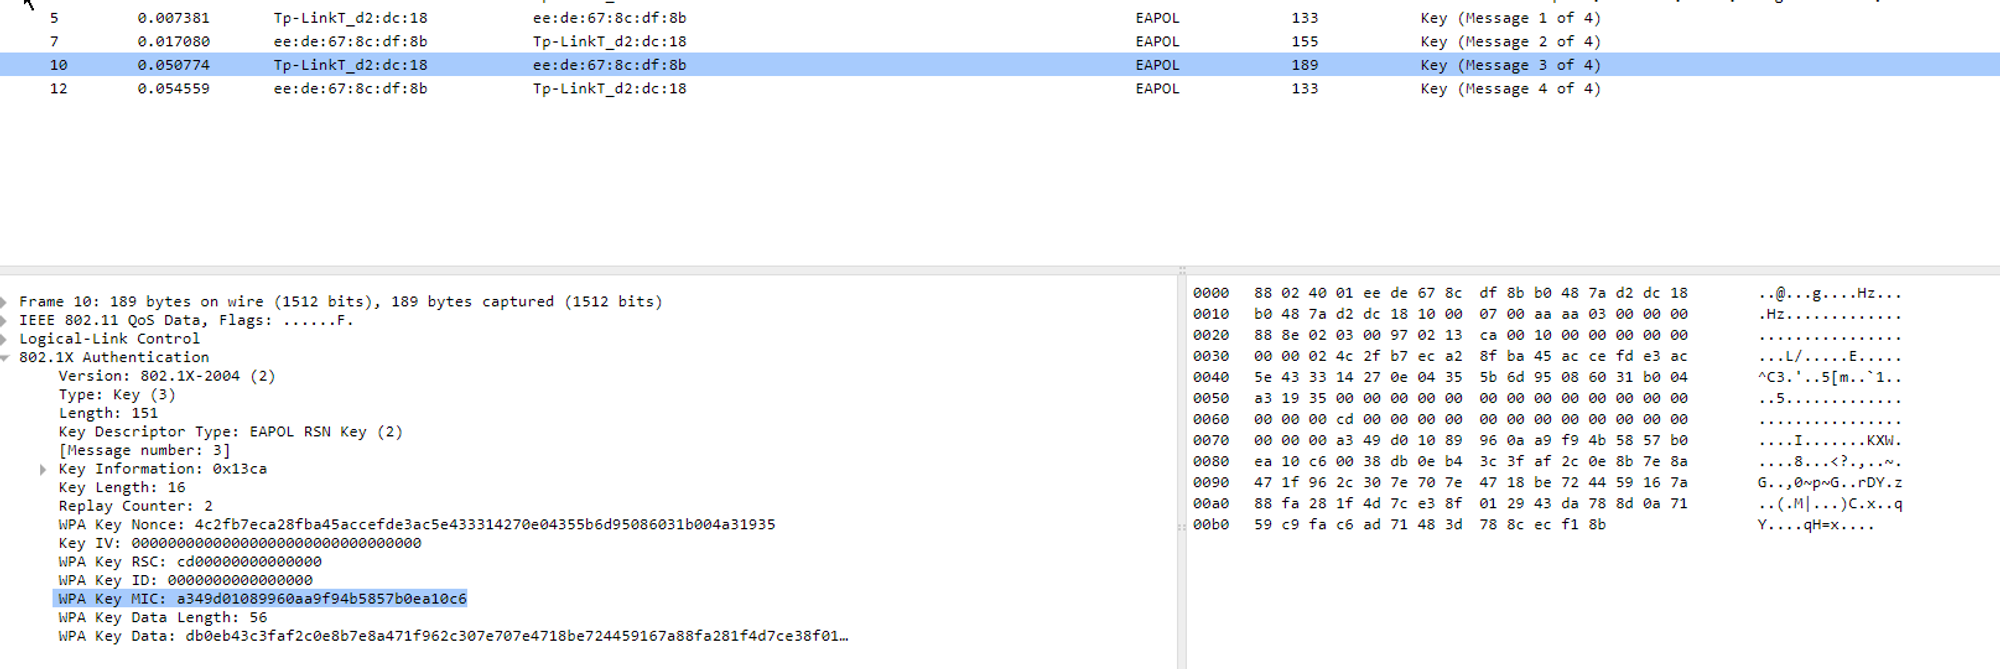 5 0.007381 Tp-LinkT_d2:dc:18 ee:de:67:8c:df:8b EAPOL 133 Key (Message 1 of 4)
7 0.017080 ee:de:67:8c:df:8b Tp-LinkT_d2:dc:18 EAPOL 155 Key (Message 2 of 4)
10 0.050774 Tp-LinkT_d2:dc:18 ee:de:67:8c:df:8b EAPOL 189 Key (Message 3 of 4)
12 0.054559 ee:de:67:8c:df:8b Tp-LinkT_d2:dc:18 EAPOL 133 Key (Message 4 of 4)
Frame 10: 189 bytes on wire (1512 bits), 189 bytes captured (1512 bits)
IEEE 802.11 QoS Data, Flags: ......F.
Logical-Link Control
802.1X Authentication
Version: 802.1X-2004 (2)
Type: Key (3)
Length: 151
Key Descriptor Type: EAPOL RSN Key (2)
[Message number: 3]
Key Information: 0x13ca
Key Length: 16
Replay Counter: 2
WPA Key Nonce: 4c2fb7eca28fba45accefde3ac5e433314270e04355b6d95086031b004a31935
Key IV: 00000000000000000000000000000000
WPA Key RSC: cd00000000000000
WPA Key ID: 0000000000000000
WPA Key MIC: a349d01089960aa9f94b5857b0ea10c6
WPA Key Data Length: 56
WPA Key Data: db0eb43c3faf2c0e8b7e8a471f962c307e707e4718be724459167a88fa281f4d7ce38f01…
0000 88 02 40 01 ee de 67 8c df 8b b0 48 7a d2 dc 18 ..@...g....Hz...
0010 b0 48 7a d2 dc 18 10 00 07 00 aa aa 03 00 00 00 .Hz.............
0020 88 8e 02 03 00 97 02 13 ca 00 10 00 00 00 00 00 ................
0030 00 00 02 4c 2f b7 ec a2 8f ba 45 ac ce fd e3 ac ...L/.....E.....
0040 5e 43 33 14 27 0e 04 35 5b 6d 95 08 60 31 b0 04 ^C3.'..5[m..`1..
0050 a3 19 35 00 00 00 00 00 00 00 00 00 00 00 00 00 ..5.............
0060 00 00 00 cd 00 00 00 00 00 00 00 00 00 00 00 00 ................
0070 00 00 00 a3 49 d0 10 89 96 0a a9 f9 4b 58 57 b0 ....I.......KXW.
0080 ea 10 c6 00 38 db 0e b4 3c 3f af 2c 0e 8b 7e 8a ....8...<?.,..~.
0090 47 1f 96 2c 30 7e 70 7e 47 18 be 72 44 59 16 7a G..,0~p~G..rDY.z
00a0 88 fa 28 1f 4d 7c e3 8f 01 29 43 da 78 8d 0a 71 ..(.M|...)C.x..q
00b0 59 c9 fa c6 ad 71 48 3d 78 8c ec f1 8b Y....qH=x....